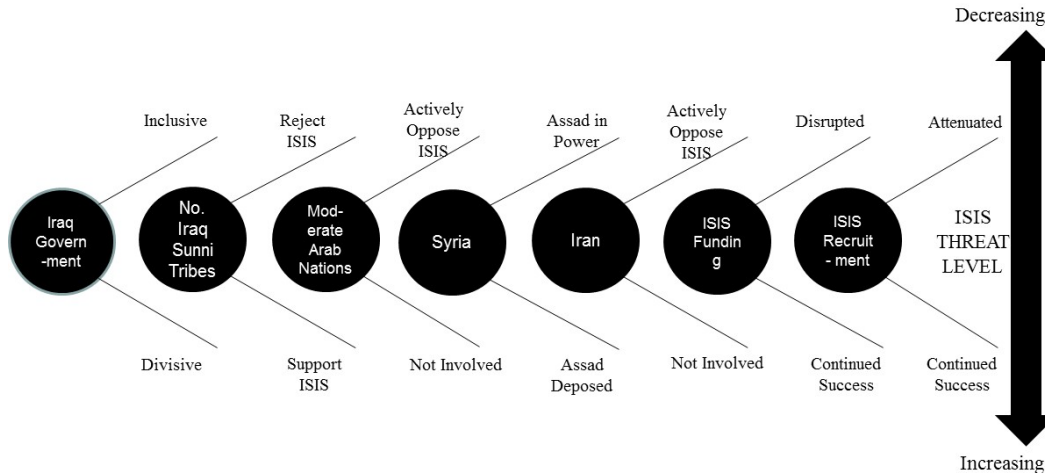 Decreasing
Inclusive
Reject
ISIS
Actively
Oppose
ISIS
Assad in
Power
Actively
Oppose
ISIS
Disrupted
Attenuated
Iraq
Govern
-ment
No.
Iraq
Sunni
Tribes
Mod-
erate
Arab
Nations
Syria
Iran
ISIS
Fundin
g
ISIS
Recruit
- ment
ISIS
THREAT
LEVEL
Divisive
Support
ISIS
Not Involved
Assad
Deposed
Not Involved
Continued
Success
Continued
Success
Increasing